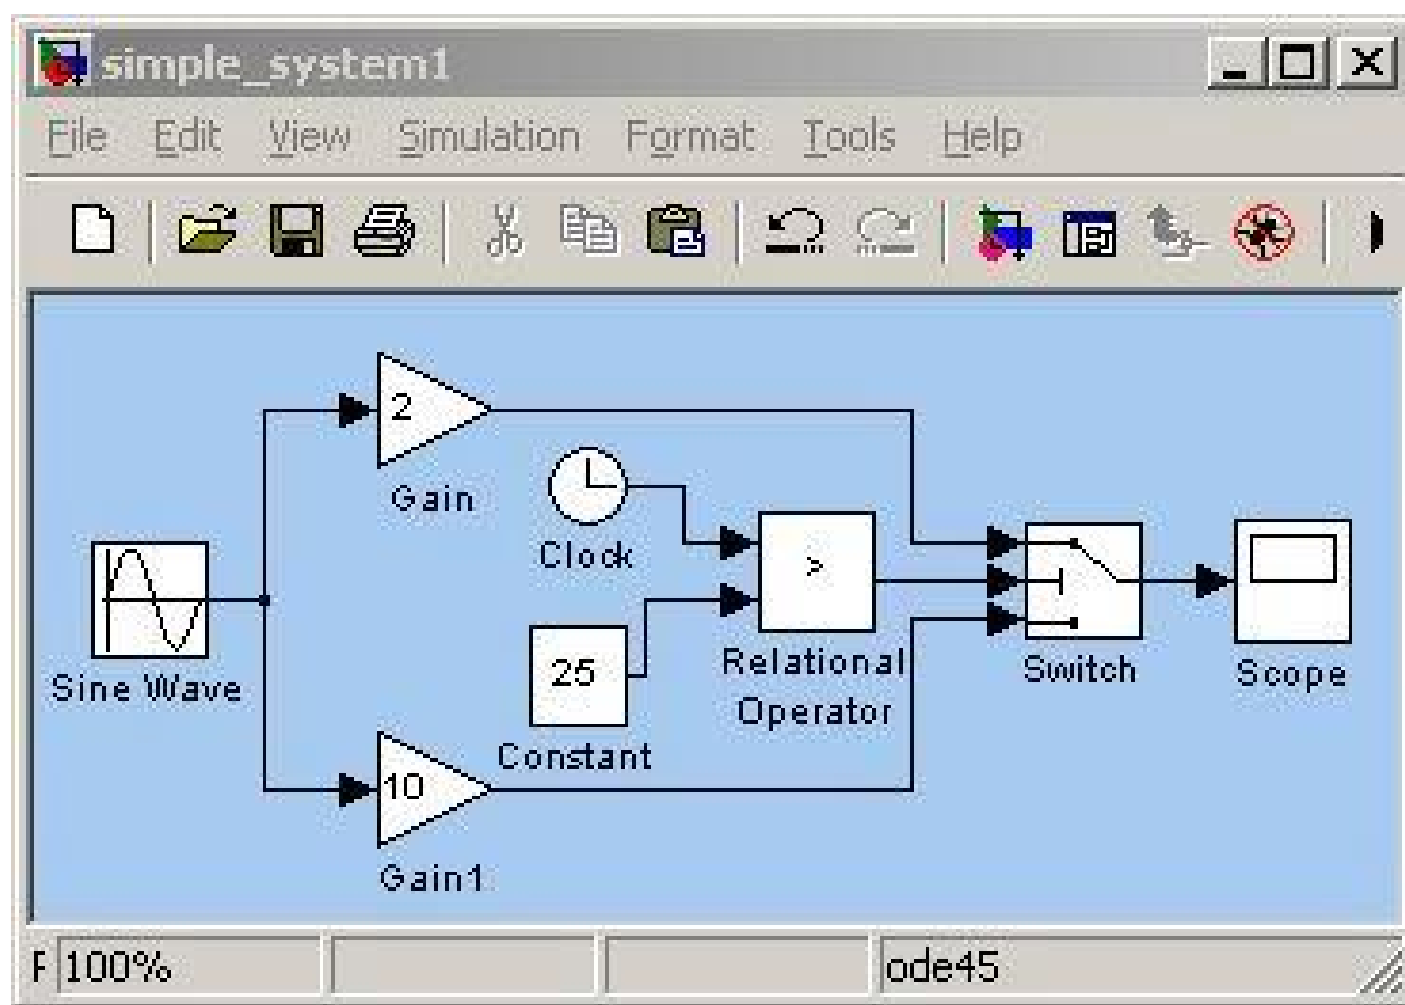 simple_system1
File Edit View Simulation Format Tools Help
2
Gain
Clock
>
25
Constant
Relational
Operator
Sine Wave
Switch
Scope
10
Gain1
F 100% ode45